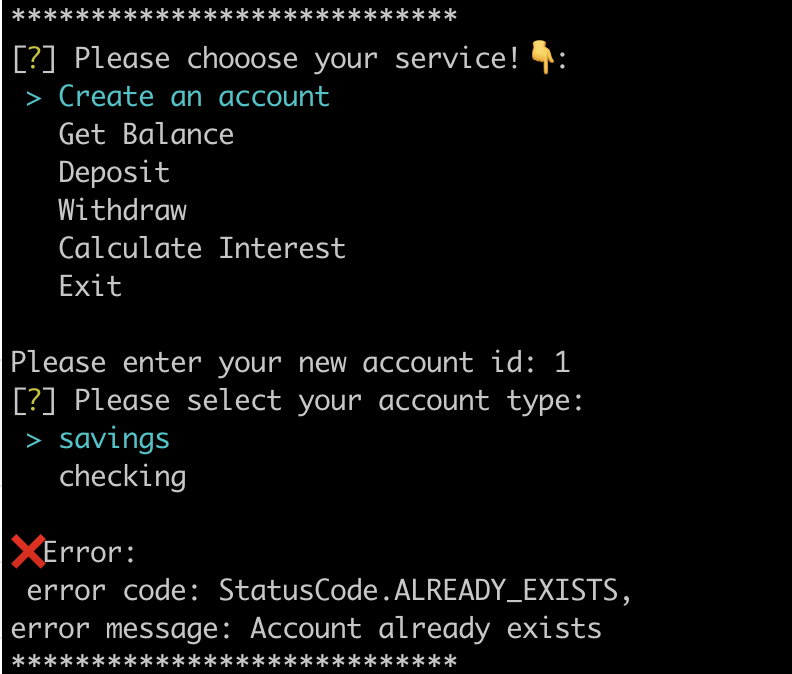 ****************************
[?] Please chooose your service!👇:
 > Create an account
   Get Balance
   Deposit
   Withdraw
   Calculate Interest
   Exit
Please enter your new account id: 1
[?] Please select your account type:
 > savings
   checking
❌Error:
 error code: StatusCode.ALREADY_EXISTS,
error message: Account already exists
****************************